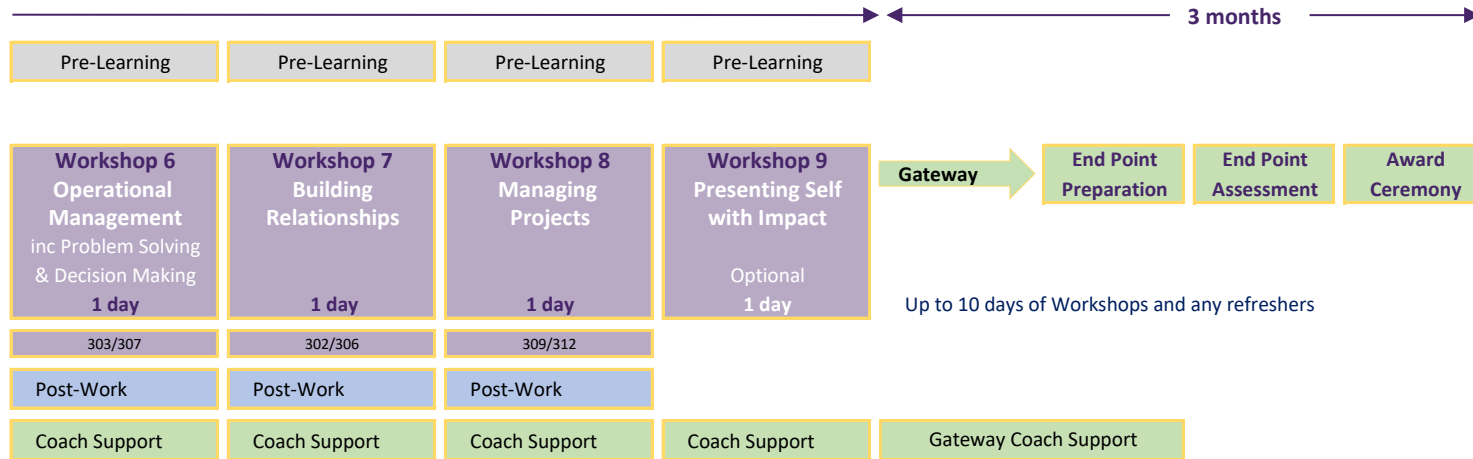 3 months
Pre-Learning
Pre-Learning
Pre-Learning
Pre-Learning
Workshop 6
Operational
Management
inc Problem Solving
& Decision Making
1 day
Workshop 7
Building
Relationships
1 day
Workshop 8
Managing
Projects
1 day
Workshop 9
Presenting Self
with Impact
Optional
1 day
Gateway
End Point
Preparation
End Point
Assessment
Award
Ceremony
Up to 10 days of Workshops and any refreshers
303/307
302/306
309/312
Post-Work
Post-Work
Post-Work
Coach Support
Coach Support
Coach Support
Coach Support
Gateway Coach Support